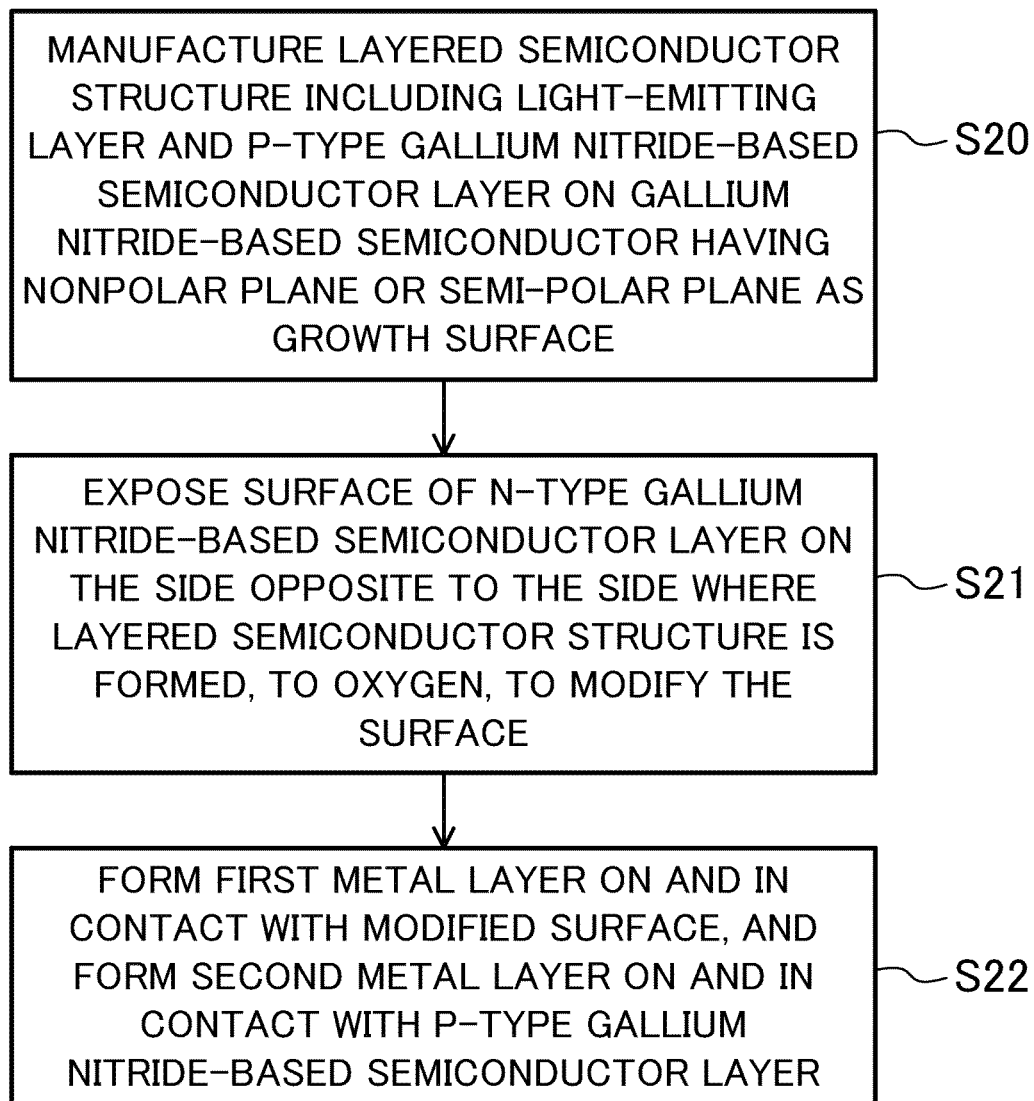 MANUFACTURE LAYERED SEMICONDUCTOR
STRUCTURE INCLUDING LIGHT-EMITTING
LAYER AND P-TYPE GALLIUM NITRIDE-BASED
SEMICONDUCTOR LAYER ON GALLIUM
NITRIDE-BASED SEMICONDUCTOR HAVING
NONPOLAR PLANE OR SEMI-POLAR PLANE AS
GROWTH SURFACE
S20
EXPOSE SURFACE OF N-TYPE GALLIUM
NITRIDE-BASED SEMICONDUCTOR LAYER ON
THE SIDE OPPOSITE TO THE SIDE WHERE
LAYERED SEMICONDUCTOR STRUCTURE IS
FORMED, TO OXYGEN, TO MODIFY THE
SURFACE
S21
FORM FIRST METAL LAYER ON AND IN
CONTACT WITH MODIFIED SURFACE, AND
FORM SECOND METAL LAYER ON AND IN
CONTACT WITH P-TYPE GALLIUM
NITRIDE-BASED SEMICONDUCTOR LAYER
S22